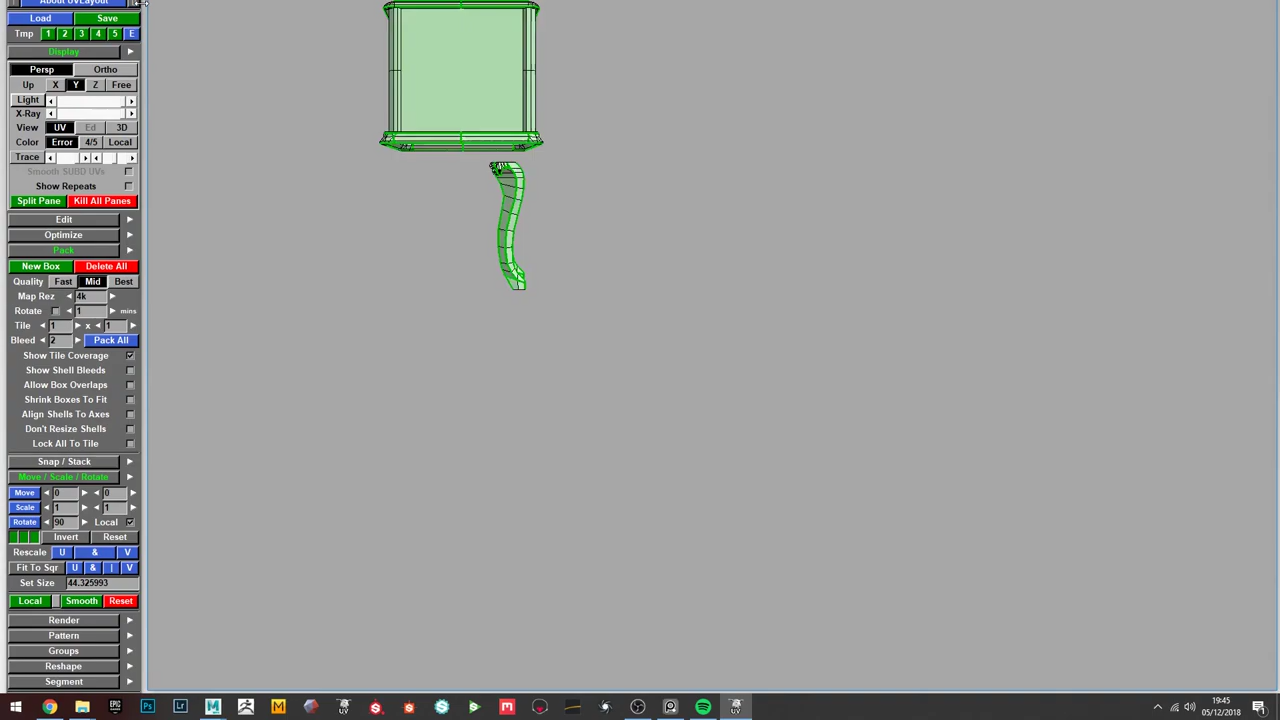 About UVLayout
Load Save
Tmp 1 2 3 4 5 E
Display
Persp Ortho
Up X Y Z Free
Light
X-Ray
View UV Ed 3D
Color Error 4/5 Local
Trace
Smooth SUBD UVs
Show Repeats
Split Pane Kill All Panes
Edit
Optimize
Pack
New Box Delete All
Quality Fast Mid Best
Map Rez 4k
Rotate 1 mins
Tile 1 x 1
Bleed 2 Pack All
Show Tile Coverage
Show Shell Bleeds
Allow Box Overlaps
Shrink Boxes To Fit
Align Shells To Axes
Don't Resize Shells
Lock All To Tile
Snap / Stack
Move / Scale / Rotate
Move 0 0
Scale 1 1
Rotate 90 Local
Invert Reset
Rescale U & V
Fit To Sqr U & | V
Set Size 44.325993
Local Smooth Reset
Render
Pattern
Groups
Reshape
Segment
EPIC Ps Lr M M M UV UV
19:45
05/12/2018